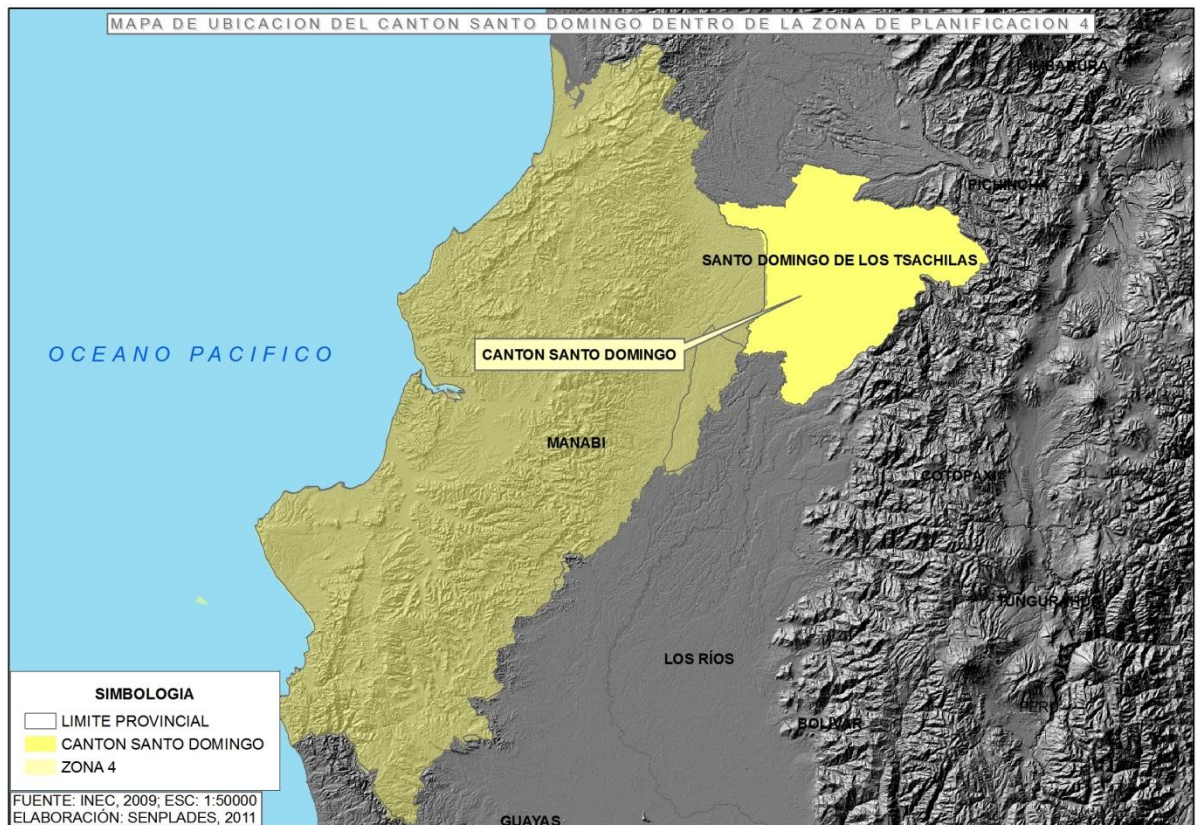 MAPA DE UBICACION DEL CANTON SANTO DOMINGO DENTRO DE LA ZONA DE PLANIFICACION 4
IMBABURA
PICHINCHA
SANTO DOMINGO DE LOS TSACHILAS
OCEANO PACIFICO
CANTON SANTO DOMINGO
MANABI
COTOPAXI
TUNGURAHUA
LOS RÍOS
PERÚ
BOLIVAR
SIMBOLOGIA
LIMITE PROVINCIAL
CANTON SANTO DOMINGO
ZONA 4
FUENTE: INEC, 2009; ESC: 1:50000
ELABORACIÓN: SENPLADES, 2011
GUAYAS